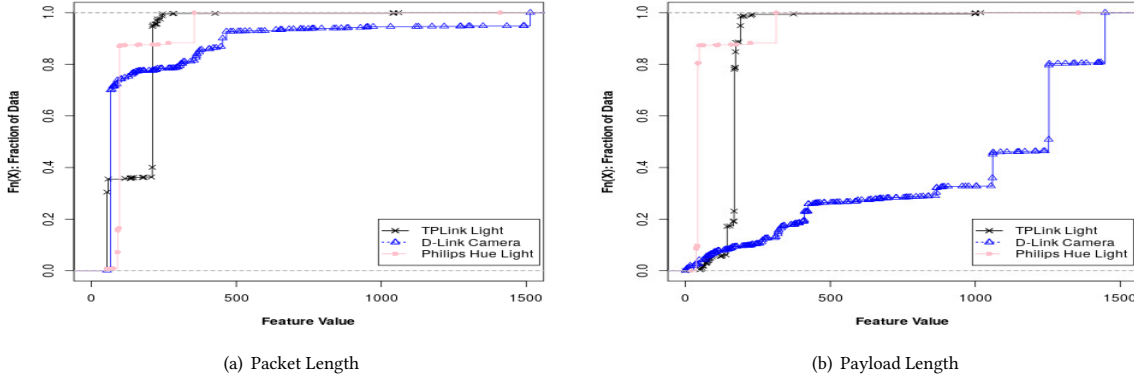 Fn(X): Fraction of Data
1.0
0.8
0.6
0.4
0.2
0.0
TPLink Light
D-Link Camera
Philips Hue Light
0 500 1000 1500
Feature Value
(a) Packet Length
Fn(X): Fraction of Data
1.0
0.8
0.6
0.4
0.2
0.0
TPLink Light
D-Link Camera
Philips Hue Light
0 500 1000 1500
Feature Value
(b) Payload Length